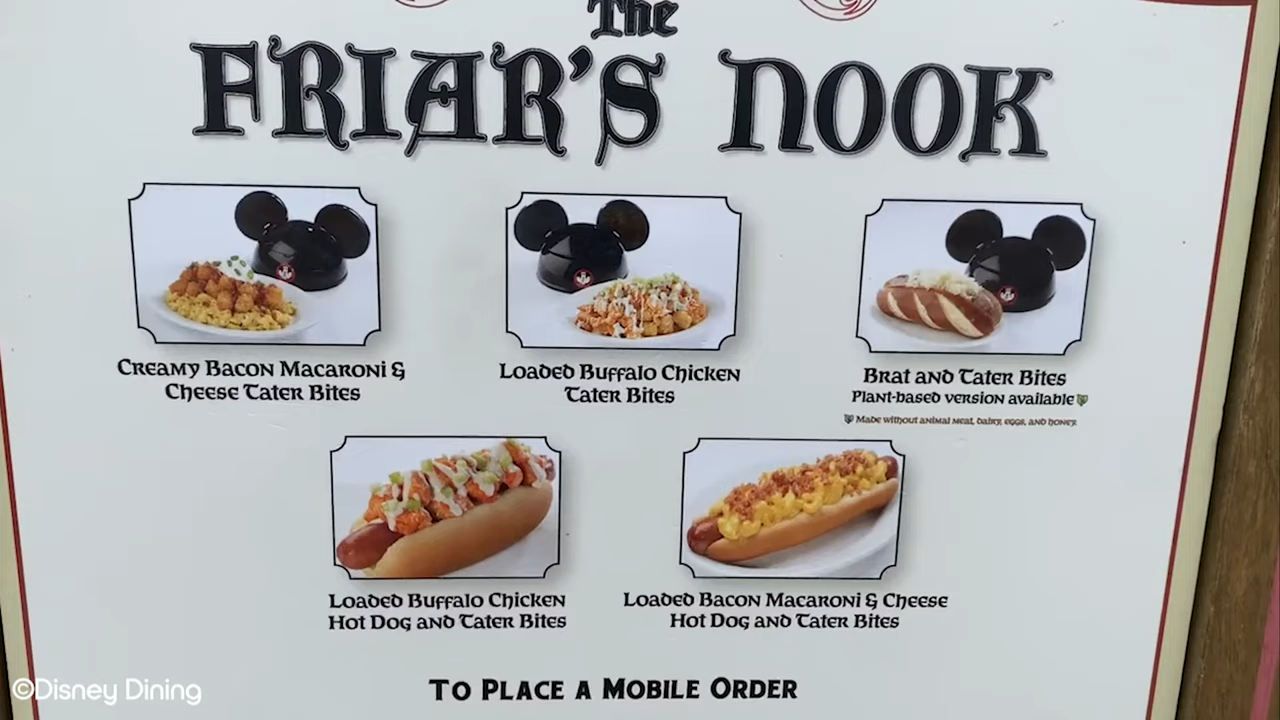 The
FRIAR'S NOOK
Creamy Bacon Macaroni &
Cheese Tater Bites
Loaded Buffalo Chicken
Tater Bites
Brat and Tater Bites
Plant-based version available
Made without animal meat, dairy, eggs, and honey.
Loaded Buffalo Chicken
Hot Dog and Tater Bites
Loaded Bacon Macaroni & Cheese
Hot Dog and Tater Bites
To Place a Mobile Order
©Disney Dining